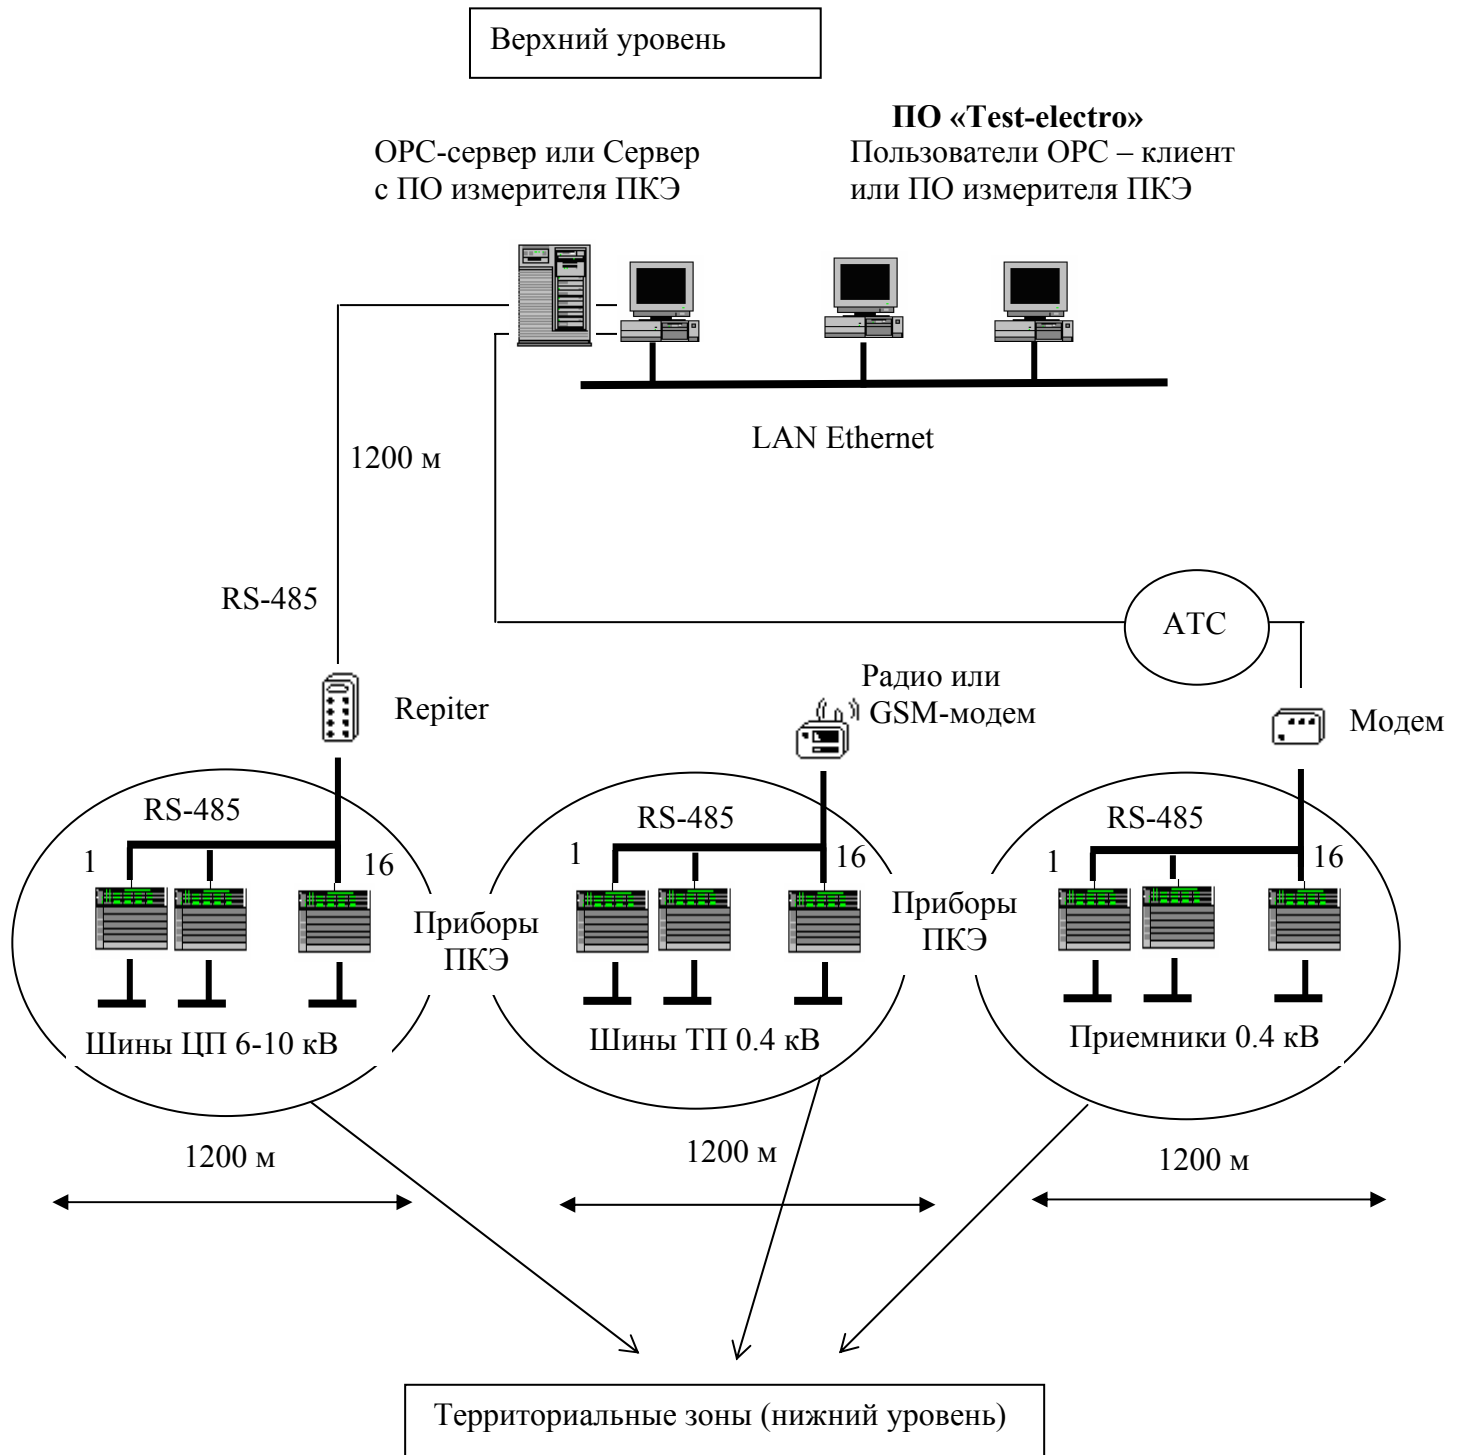 Верхний уровень
ПО «Test-electro»
ОРС-сервер или Сервер
с ПО измерителя ПКЭ
Пользователи ОРС – клиент
или ПО измерителя ПКЭ
LAN Ethernet
1200 м
RS-485
АТС
Repiter
Радио или
GSM-модем
Модем
RS-485
1
16
RS-485
1
16
RS-485
1
16
Приборы
ПКЭ
Приборы
ПКЭ
Шины ЦП 6-10 кВ
Шины ТП 0.4 кВ
Приемники 0.4 кВ
1200 м
1200 м
1200 м
Территориальные зоны (нижний уровень)